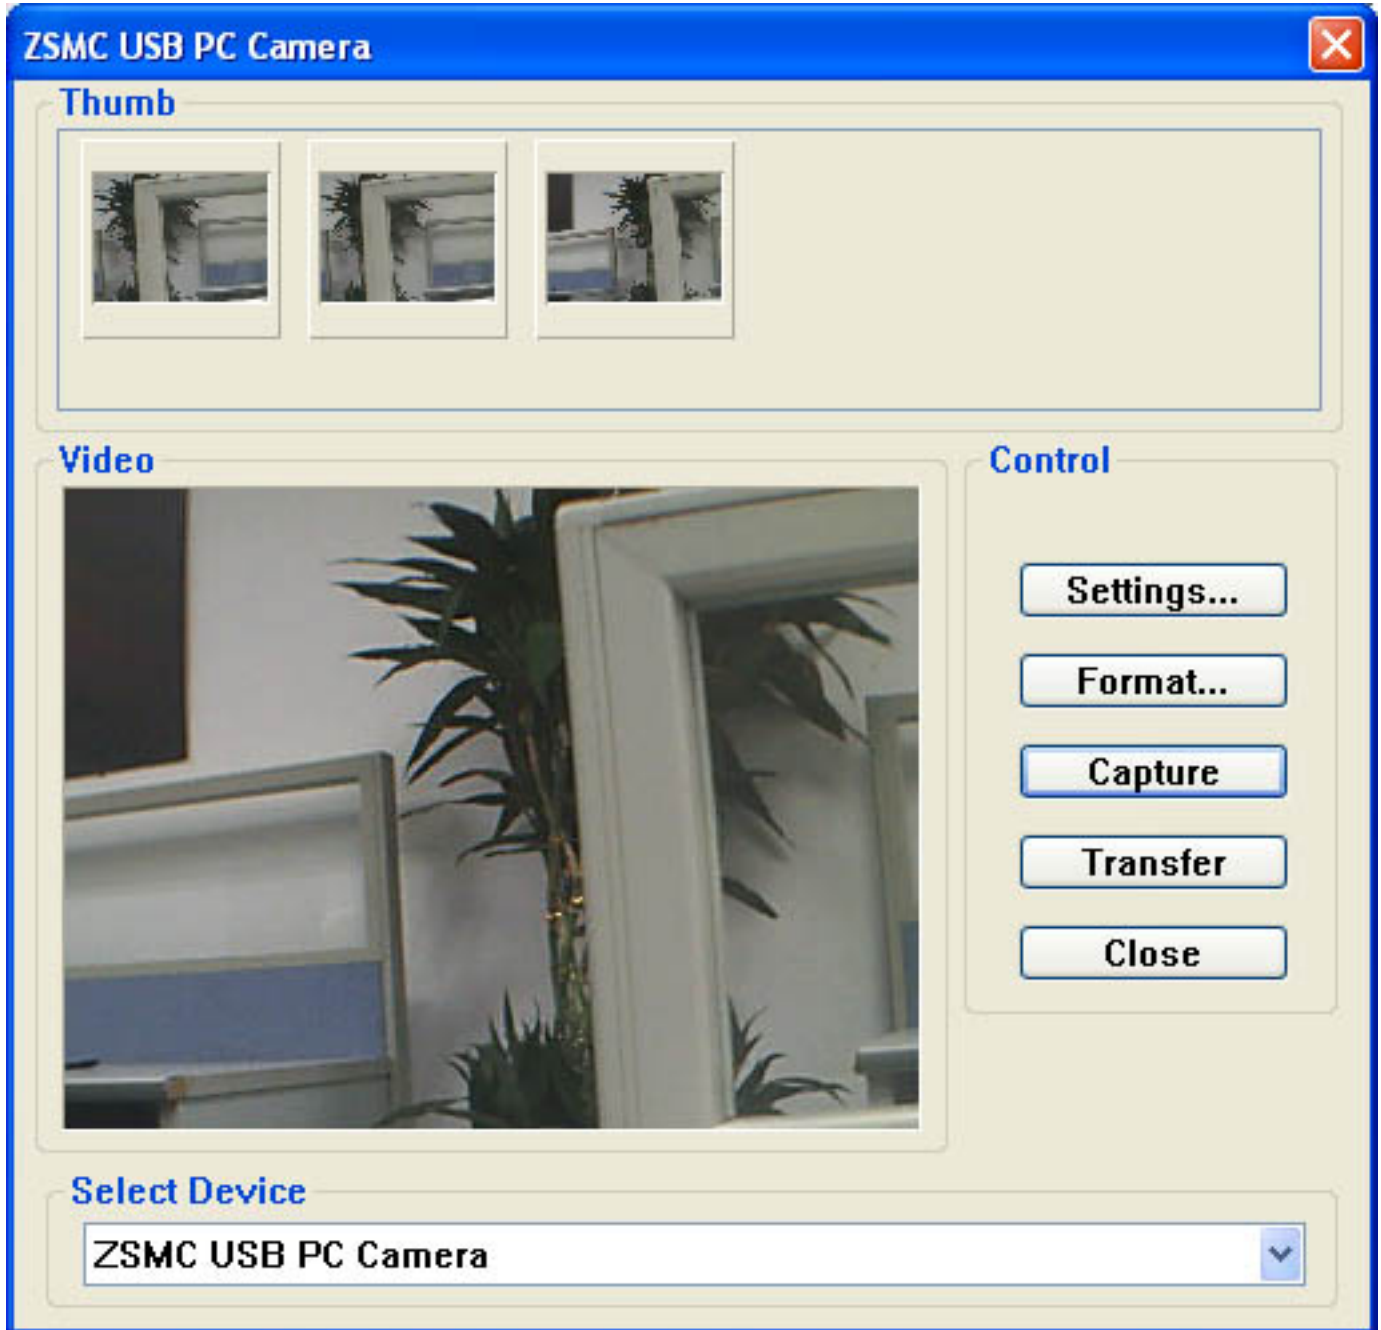 ZSMC USB PC Camera
Thumb
Video
Control
Settings...
Format...
Capture
Transfer
Close
Select Device
ZSMC USB PC Camera